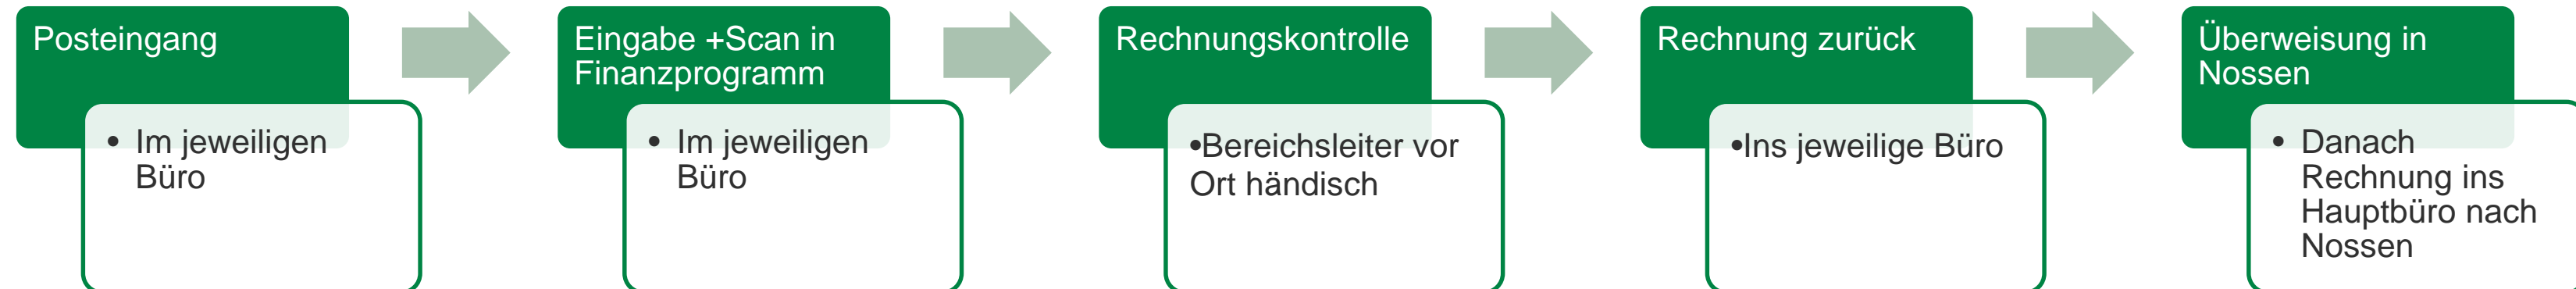 Posteingang
• Im jeweiligen
Büro
Eingabe +Scan in
Finanzprogramm
• Im jeweiligen
Büro
Rechnungskontrolle
•Bereichsleiter vor
Ort händisch
Rechnung zurück
•Ins jeweilige Büro
Überweisung in
Nossen
• Danach
Rechnung ins
Hauptbüro nach
Nossen